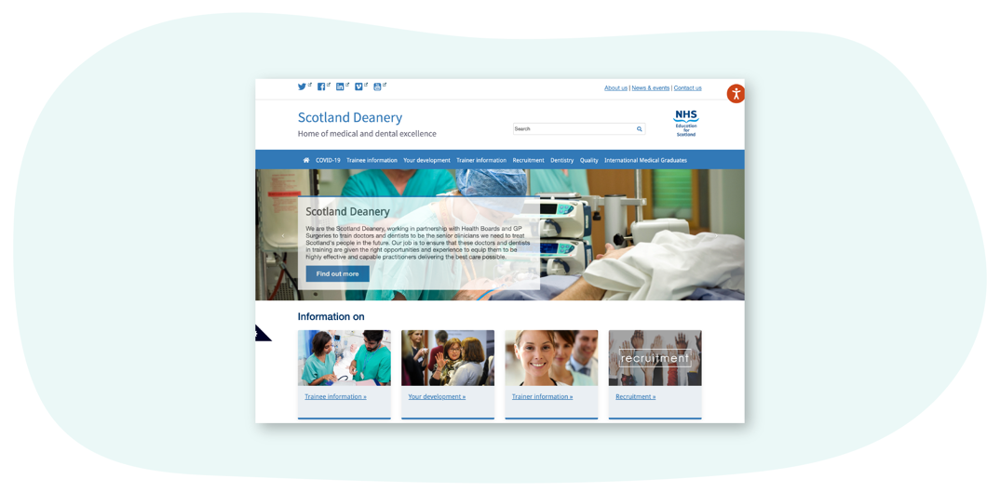 About us | News & events | Contact us
Scotland Deanery
Home of medical and dental excellence
Search
NHS
Education
for
Scotland
COVID-19 Trainee information Your development Trainer information Recruitment Dentistry Quality International Medical Graduates
Scotland Deanery
We are the Scotland Deanery, working in partnership with Health Boards and GP
Surgeries to train doctors and dentists to be the senior clinicians we need to treat
Scotland's people in the future. Our job is to ensure that these doctors and dentists
in training are given the right opportunities and experience to equip them to be
highly effective and capable practitioners delivering the best care possible.
Find out more
Information on
recruitment
Trainee information »
Your development »
Trainer information »
Recruitment »